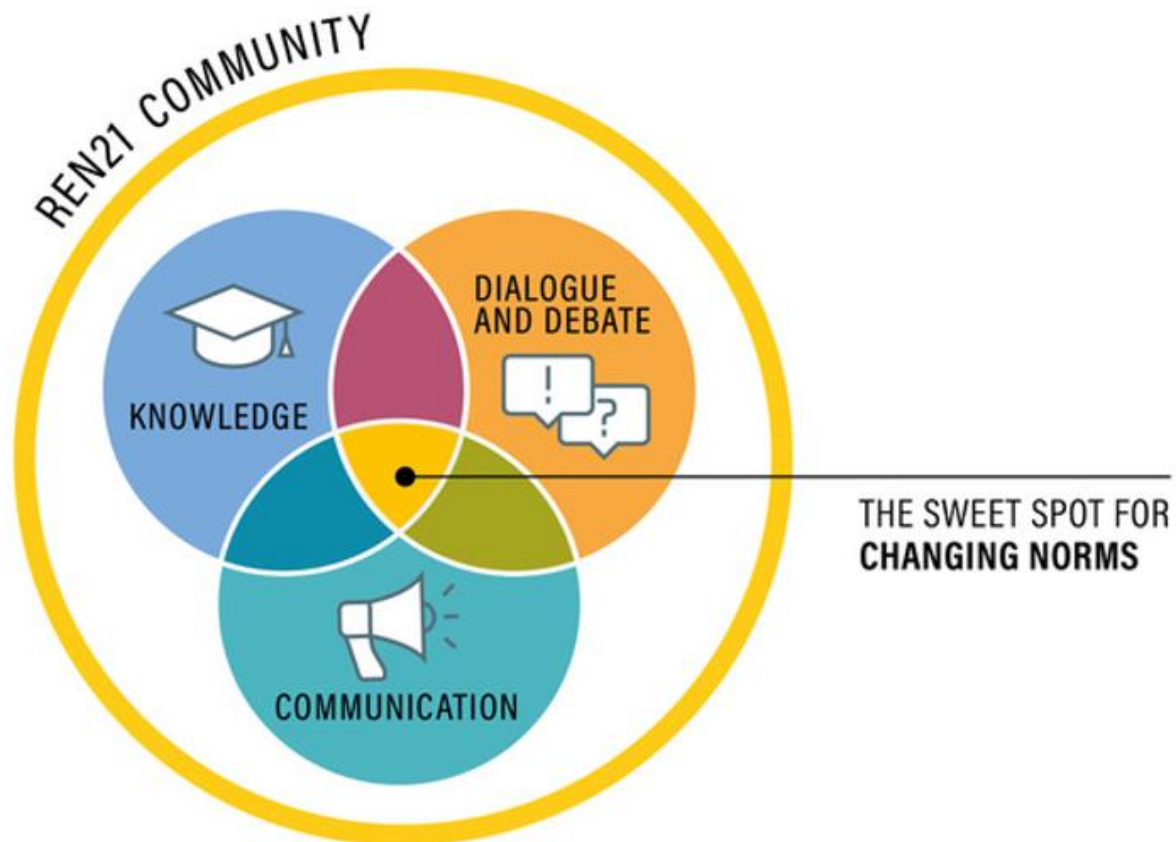 REN21 COMMUNITY
DIALOGUE
AND DEBATE
!
?
KNOWLEDGE
THE SWEET SPOT FOR
CHANGING NORMS
COMMUNICATION